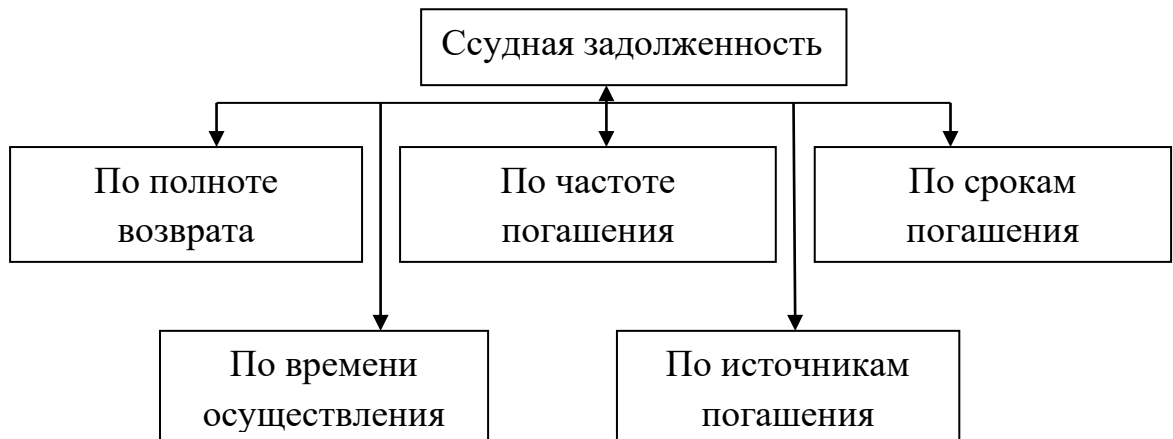 Ссудная задолженность
По полноте
возврата
По частоте
погашения
По срокам
погашения
По времени
осуществления
По источникам
погашения